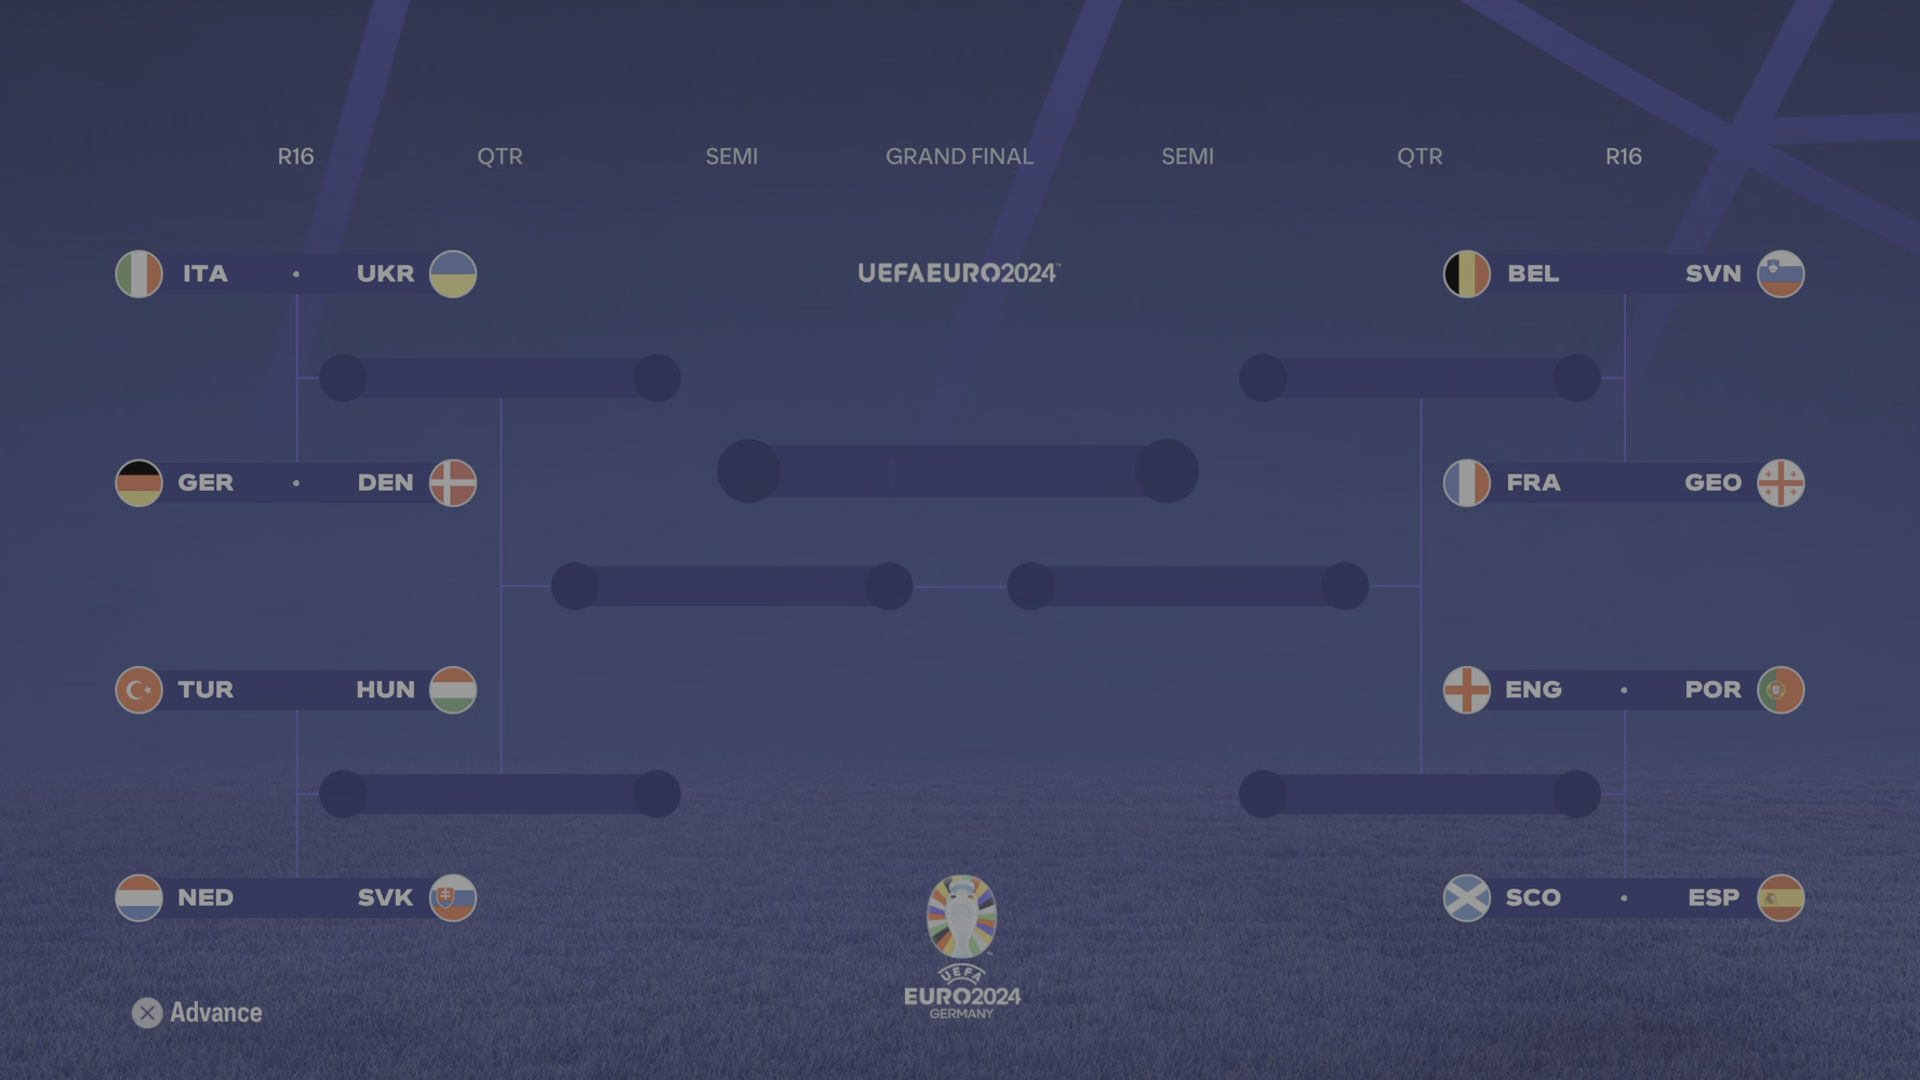 R16 QTR SEMI GRAND FINAL SEMI QTR R16
ITA • UKR
UEFAEURO2024™
BEL SVN
GER • DEN
FRA GEO
TUR HUN
ENG • POR
NED SVK
SCO • ESP
UEFA
EURO2024
GERMANY
Advance